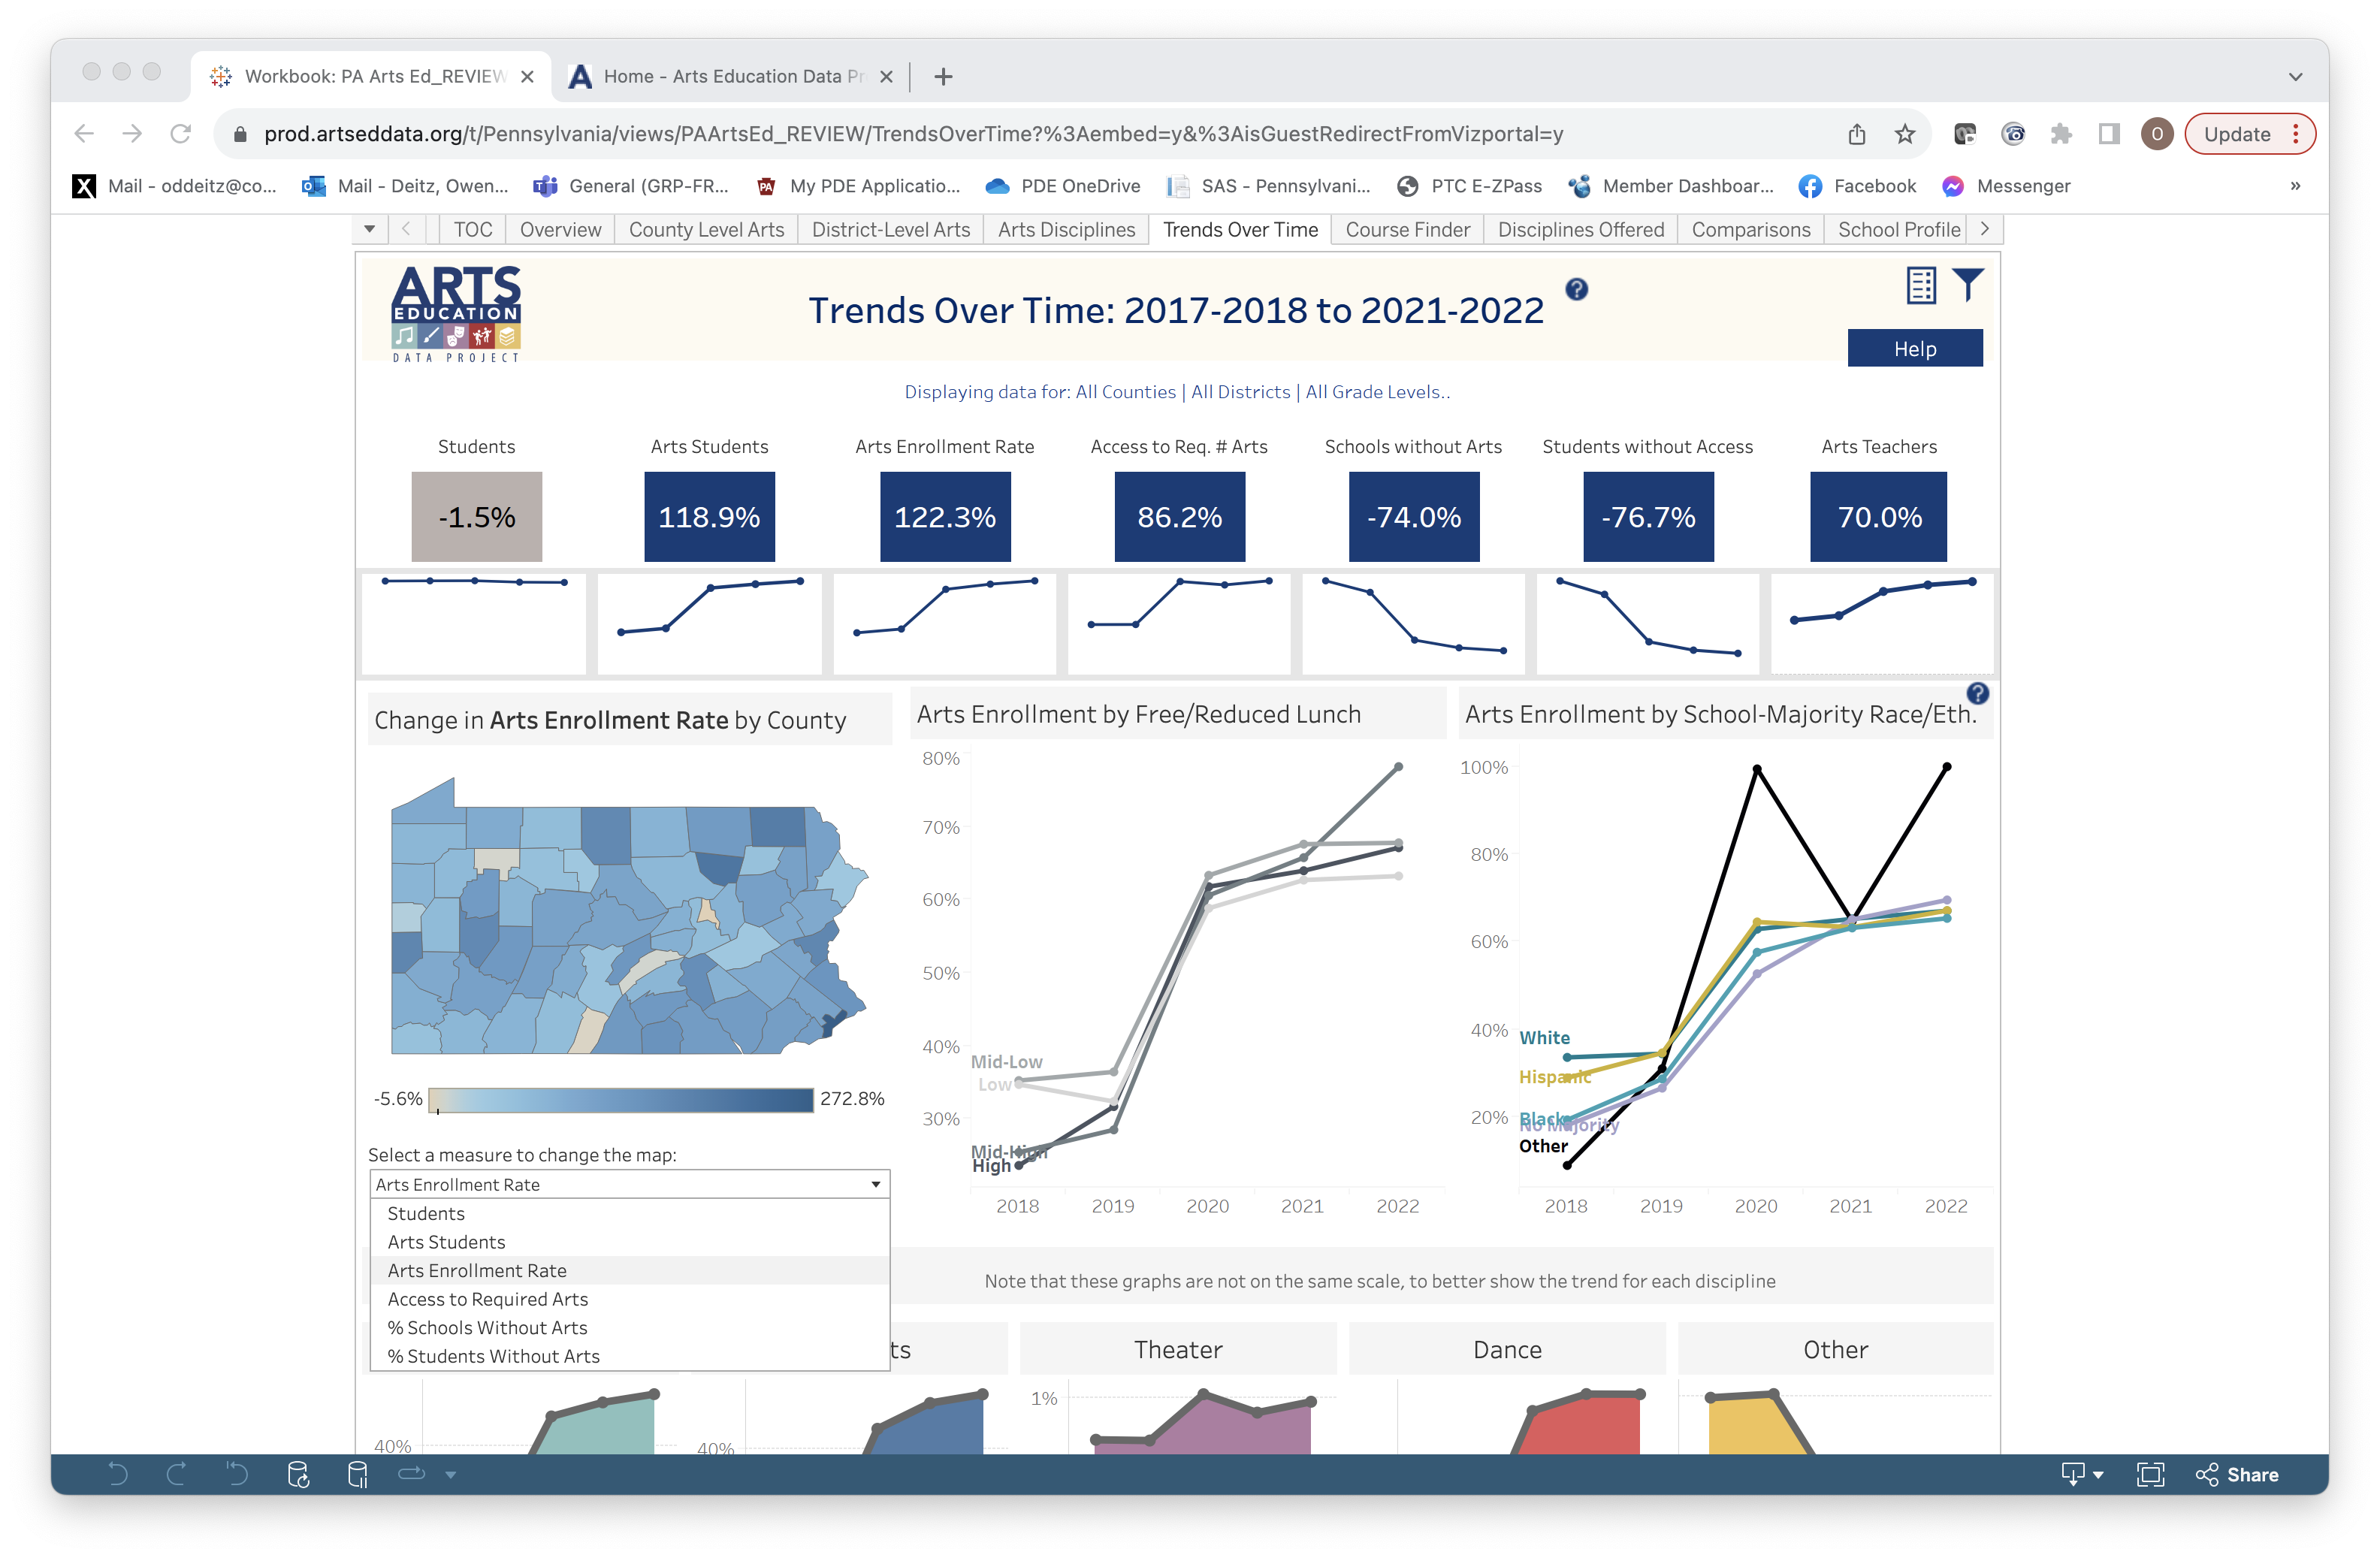 Workbook: PA Arts Ed_REVIEW
Home - Arts Education Data Pr
prod.artseddata.org/t/Pennsylvania/views/PAArtsEd_REVIEW/TrendsOverTime?%3Aembed=y&%3AisGuestRedirectFromVizportal=y
O
Update
Mail - oddeitz@co...
Mail - Deitz, Owen...
General (GRP-FR...
My PDE Applicatio...
PDE OneDrive
SAS - Pennsylvani...
PTC E-ZPass
Member Dashboar...
Facebook
Messenger
»
TOC
Overview
County Level Arts
District-Level Arts
Arts Disciplines
Trends Over Time
Course Finder
Disciplines Offered
Comparisons
School Profile
ARTS
EDUCATION
DATA PROJECT
Trends Over Time: 2017-2018 to 2021-2022
?
Help
Displaying data for: All Counties | All Districts | All Grade Levels..
Students
Arts Students
Arts Enrollment Rate
Access to Req. # Arts
Schools without Arts
Students without Access
Arts Teachers
-1.5%
118.9%
122.3%
86.2%
-74.0%
-76.7%
70.0%
Change in Arts Enrollment Rate by County
-5.6%
272.8%
Select a measure to change the map:
Arts Enrollment Rate
Students
Arts Students
Arts Enrollment Rate
Access to Required Arts
% Schools Without Arts
% Students Without Arts
Arts Enrollment by Free/Reduced Lunch
80%
70%
60%
50%
40%
30%
Mid-Low
Low
Mid-High
High
2018
2019
2020
2021
2022
Arts Enrollment by School-Majority Race/Eth.
?
100%
80%
60%
40%
20%
White
Hispanic
Black
No Majority
Other
2018
2019
2020
2021
2022
Note that these graphs are not on the same scale, to better show the trend for each discipline
ts
Theater
Dance
Other
40%
40%
1%
Share